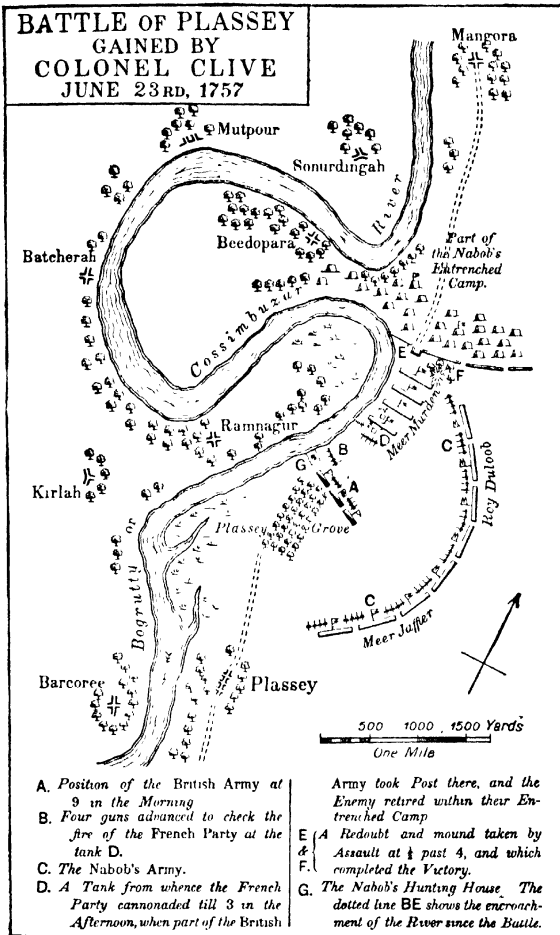 BATTLE OF PLASSEY
GAINED BY
COLONEL CLIVE
JUNE 23RD, 1757
Mangora
Mutpour
Sonurdingah
River
Beedopara
Part of
the Nabob's
Entrenched
Camp.
Batcherah
Cossimbuzar
E
F
Ramnagur
Meer Murden
D
C
Roy Duloob
B
G
A
Kirlah
Plassey Grove
Bogrutty or
C
Meer Jaffier
Barcoree
Plassey
500 1000 1500 Yards
One Mile
A. Position of the British Army at
9 in the Morning
B. Four guns advanced to check the
fire of the French Party at the
tank D.
C. The Nabob's Army.
D. A Tank from whence the French
Party cannonaded till 3 in the
Afternoon, when part of the British
Army took Post there, and the
Enemy retired within their En-
trenched Camp
E & F. A Redoubt and mound taken by
Assault at ½ past 4, and which
completed the Victory.
G. The Nabob's Hunting House The
dotted line BE shows the encroach-
ment of the River since the Battle.